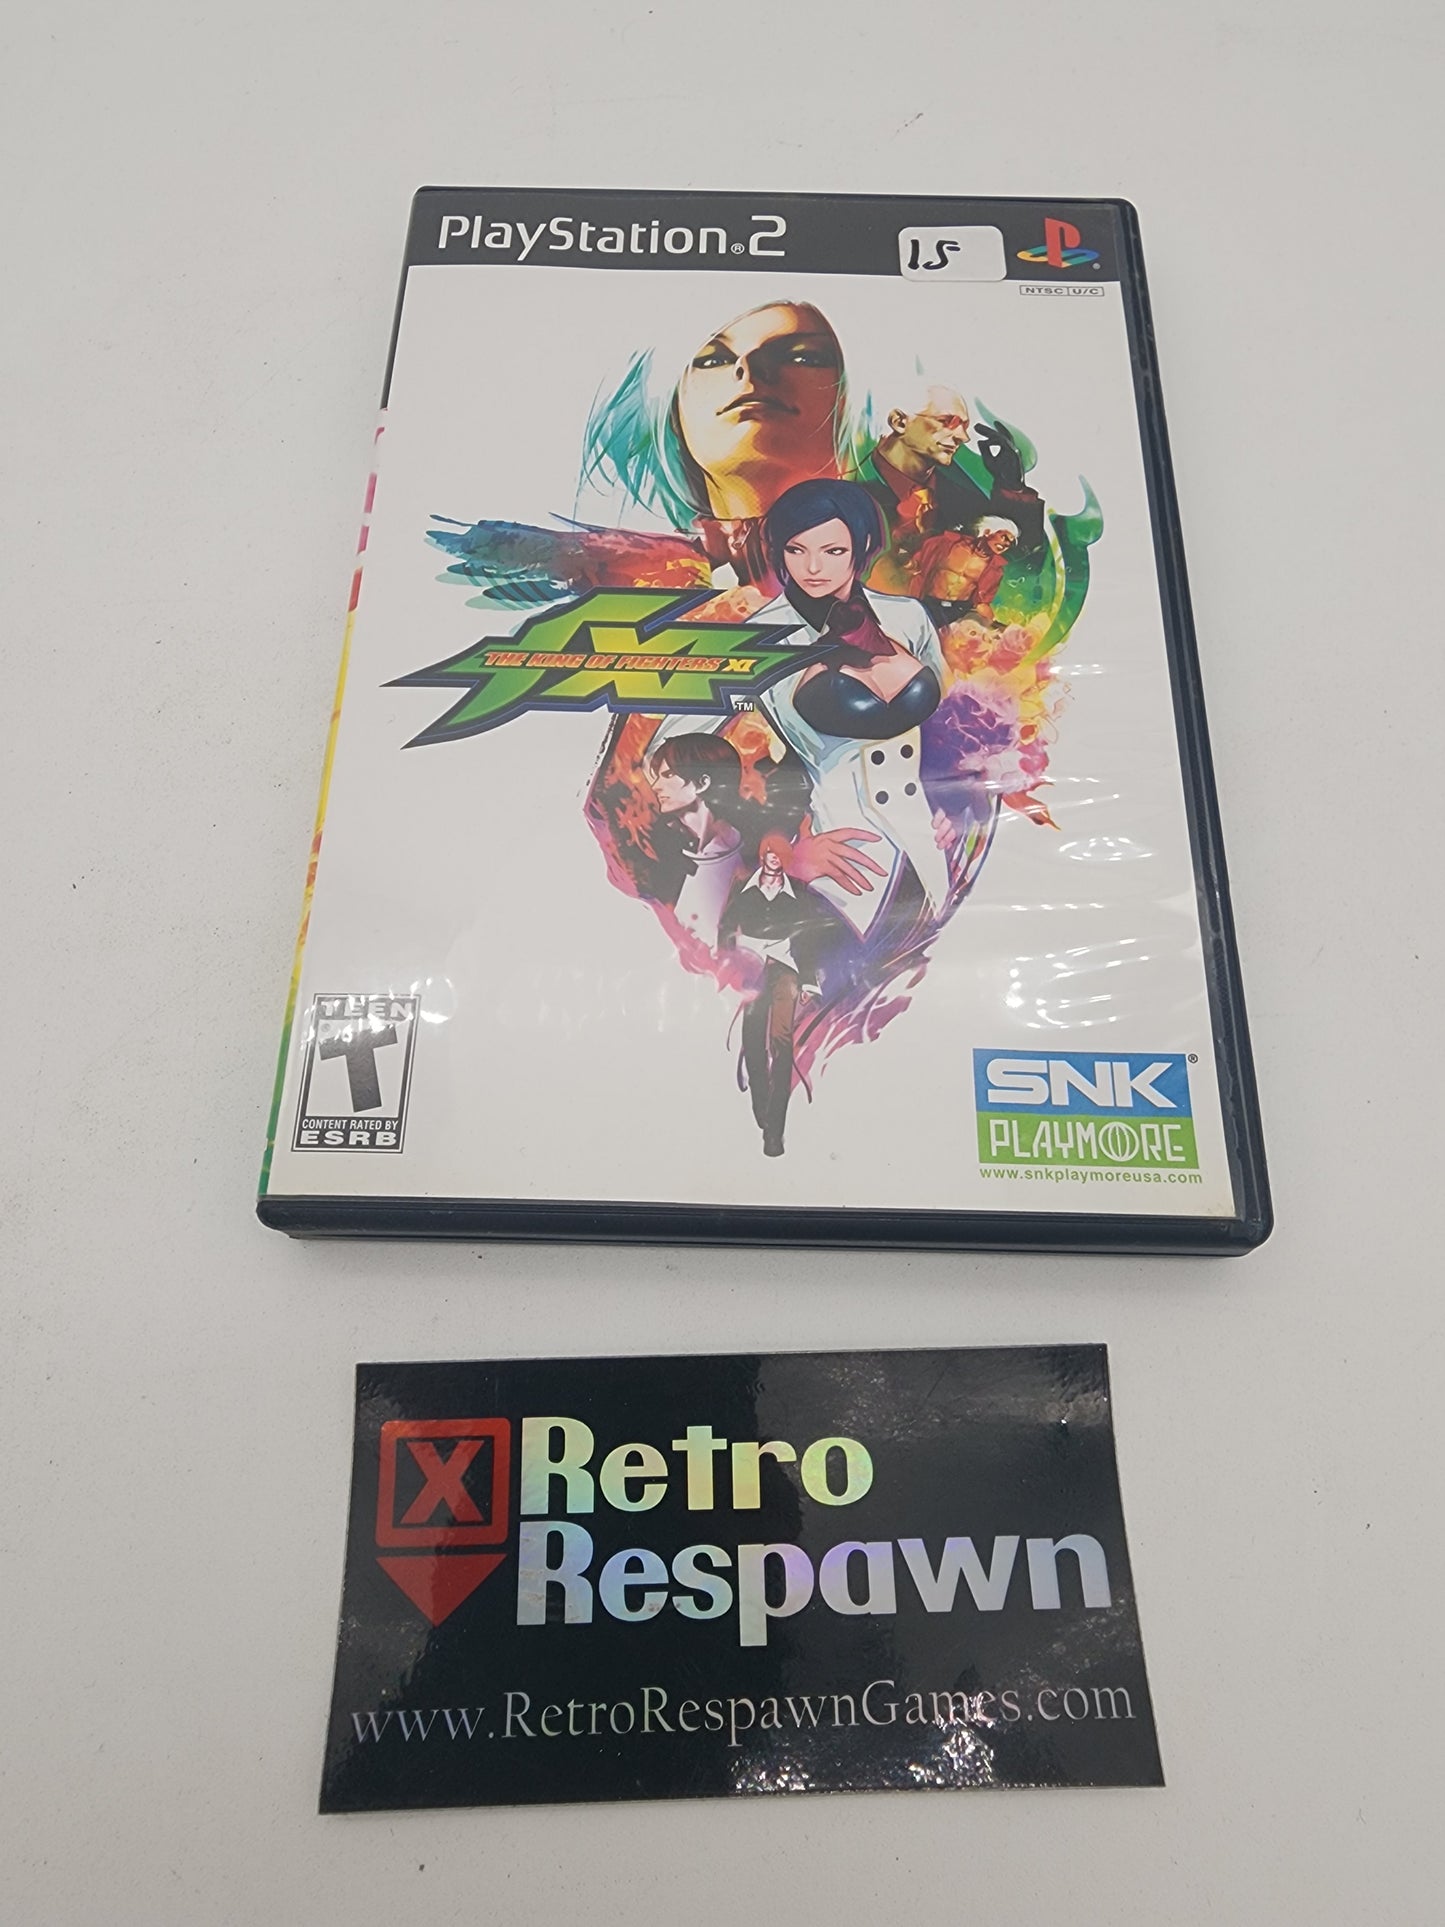 PlayStation®2
15
NTSC U/C
THE KING OF FIGHTERS XI
TM
TEEN
T
CONTENT RATED BY
ESRB
SNK®
PLAYMORE
www.snkplaymoreusa.com
X Retro
Respawn
www.RetroRespawnGames.com